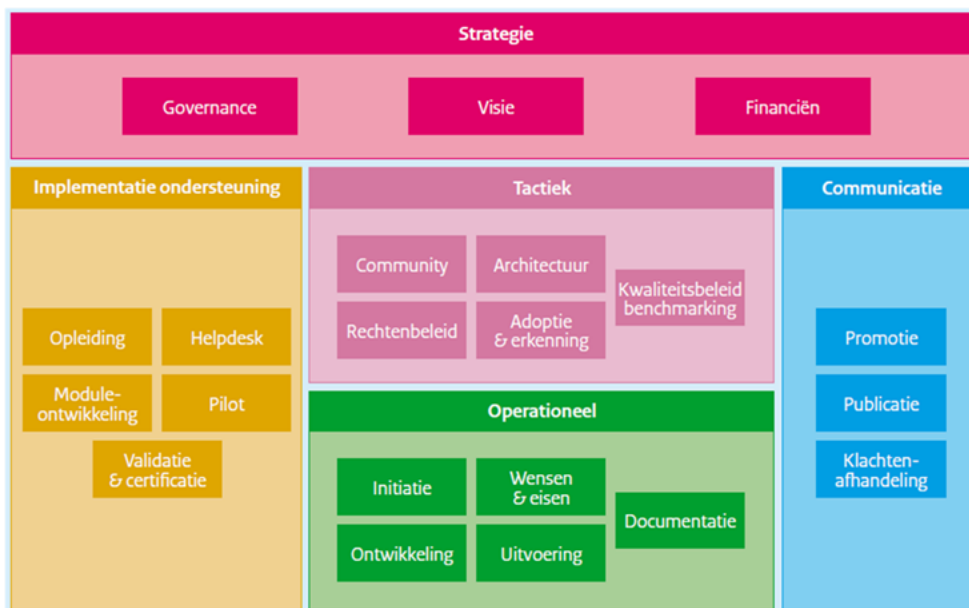 Strategie
Governance
Visie
Financiën
Implementatie ondersteuning
Opleiding
Helpdesk
Module-
ontwikkeling
Pilot
Validatie
& certificatie
Tactiek
Community
Architectuur
Kwaliteitsbeleid
benchmarking
Rechtenbeleid
Adoptie
& erkenning
Operationeel
Initiatie
Wensen
& eisen
Documentatie
Ontwikkeling
Uitvoering
Communicatie
Promotie
Publicatie
Klachten-
afhandeling